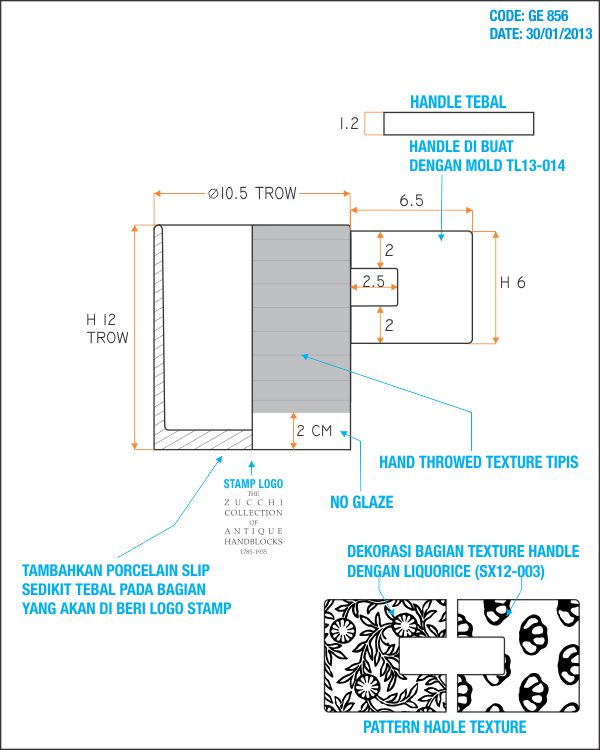 CODE: GE 856
DATE: 30/01/2013
HANDLE TEBAL
1.2
HANDLE DI BUAT
DENGAN MOLD TL13-014
Ø10.5 TROW
6.5
2
2.5
2
H 6
H 12
TROW
2 CM
HAND THROWED TEXTURE TIPIS
STAMP LOGO
NO GLAZE
THE
ZUCCHI
COLLECTION
OF
ANTIQUE
HANDBLOCKS
1785-1935
TAMBAHKAN PORCELAIN SLIP
SEDIKIT TEBAL PADA BAGIAN
YANG AKAN DI BERI LOGO STAMP
DEKORASI BAGIAN TEXTURE HANDLE
DENGAN LIQUORICE (SX12-003)
PATTERN HADLE TEXTURE